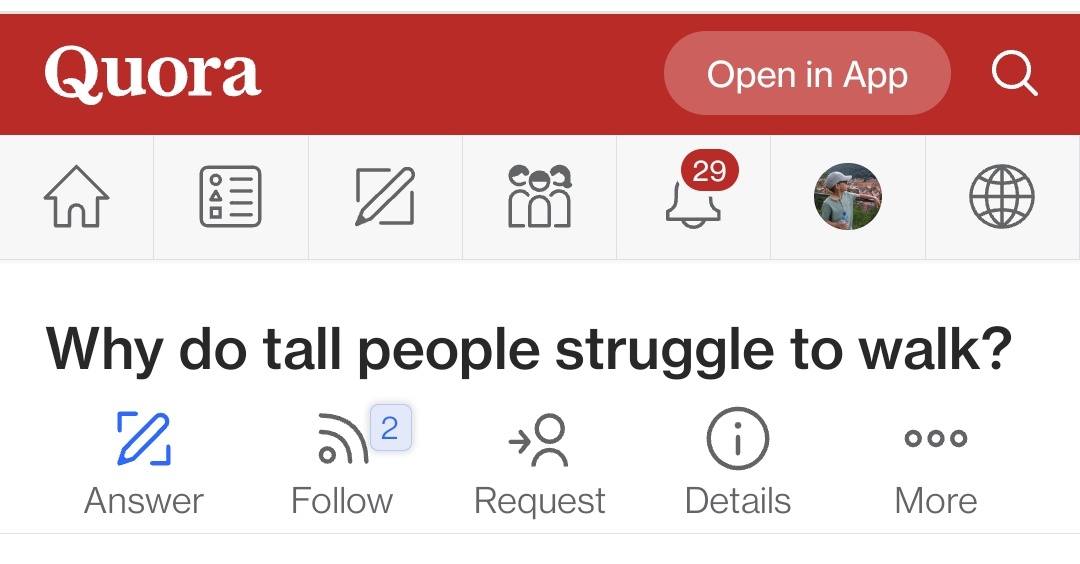 Quora
Open in App
29
Why do tall people struggle to walk?
2
Answer
Follow
Request
Details
More